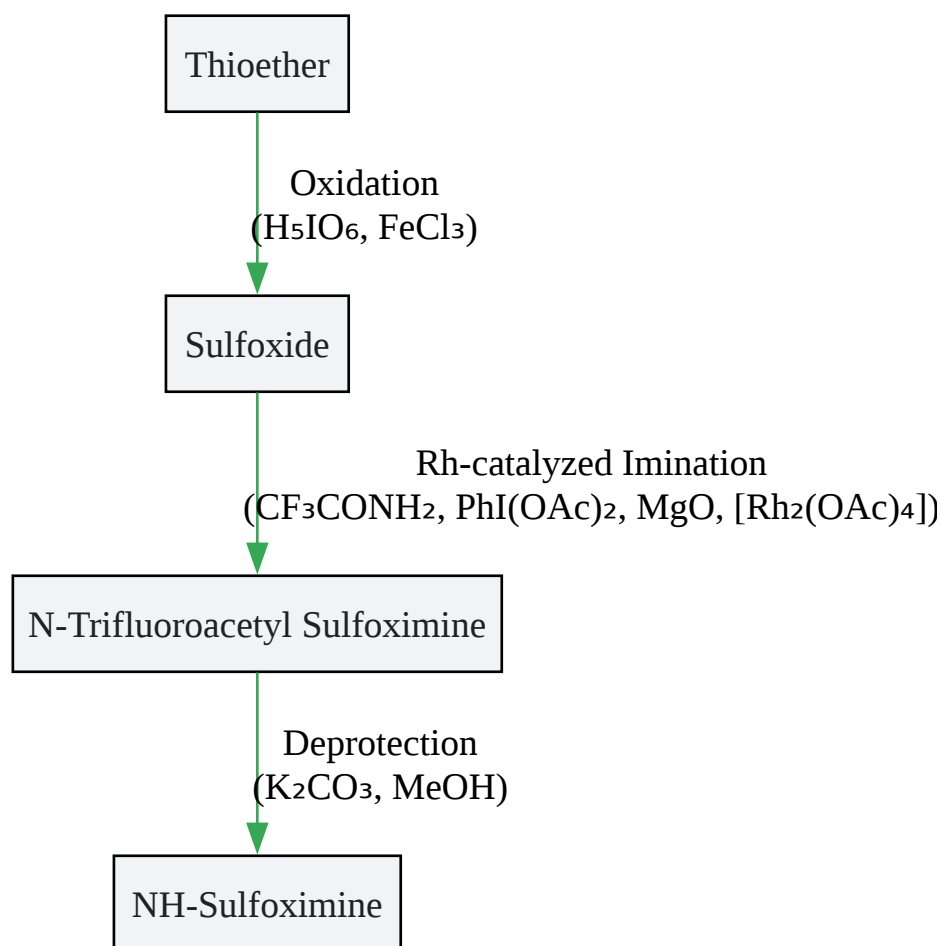 Thioether
Oxidation
(H₅IO₆, FeCl₃)
Sulfoxide
Rh-catalyzed Imination
(CF₃CONH₂, PhI(OAc)₂, MgO, [Rh₂(OAc)₄])
N-Trifluoroacetyl Sulfoximine
Deprotection
(K₂CO₃, MeOH)
NH-Sulfoximine